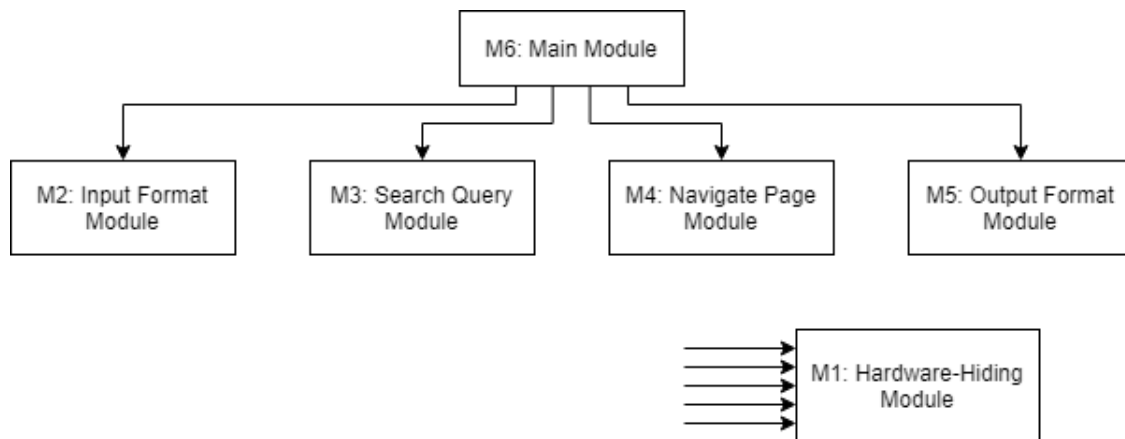 M6: Main Module
M2: Input Format
Module
M3: Search Query
Module
M4: Navigate Page
Module
M5: Output Format
Module
M1: Hardware-Hiding
Module